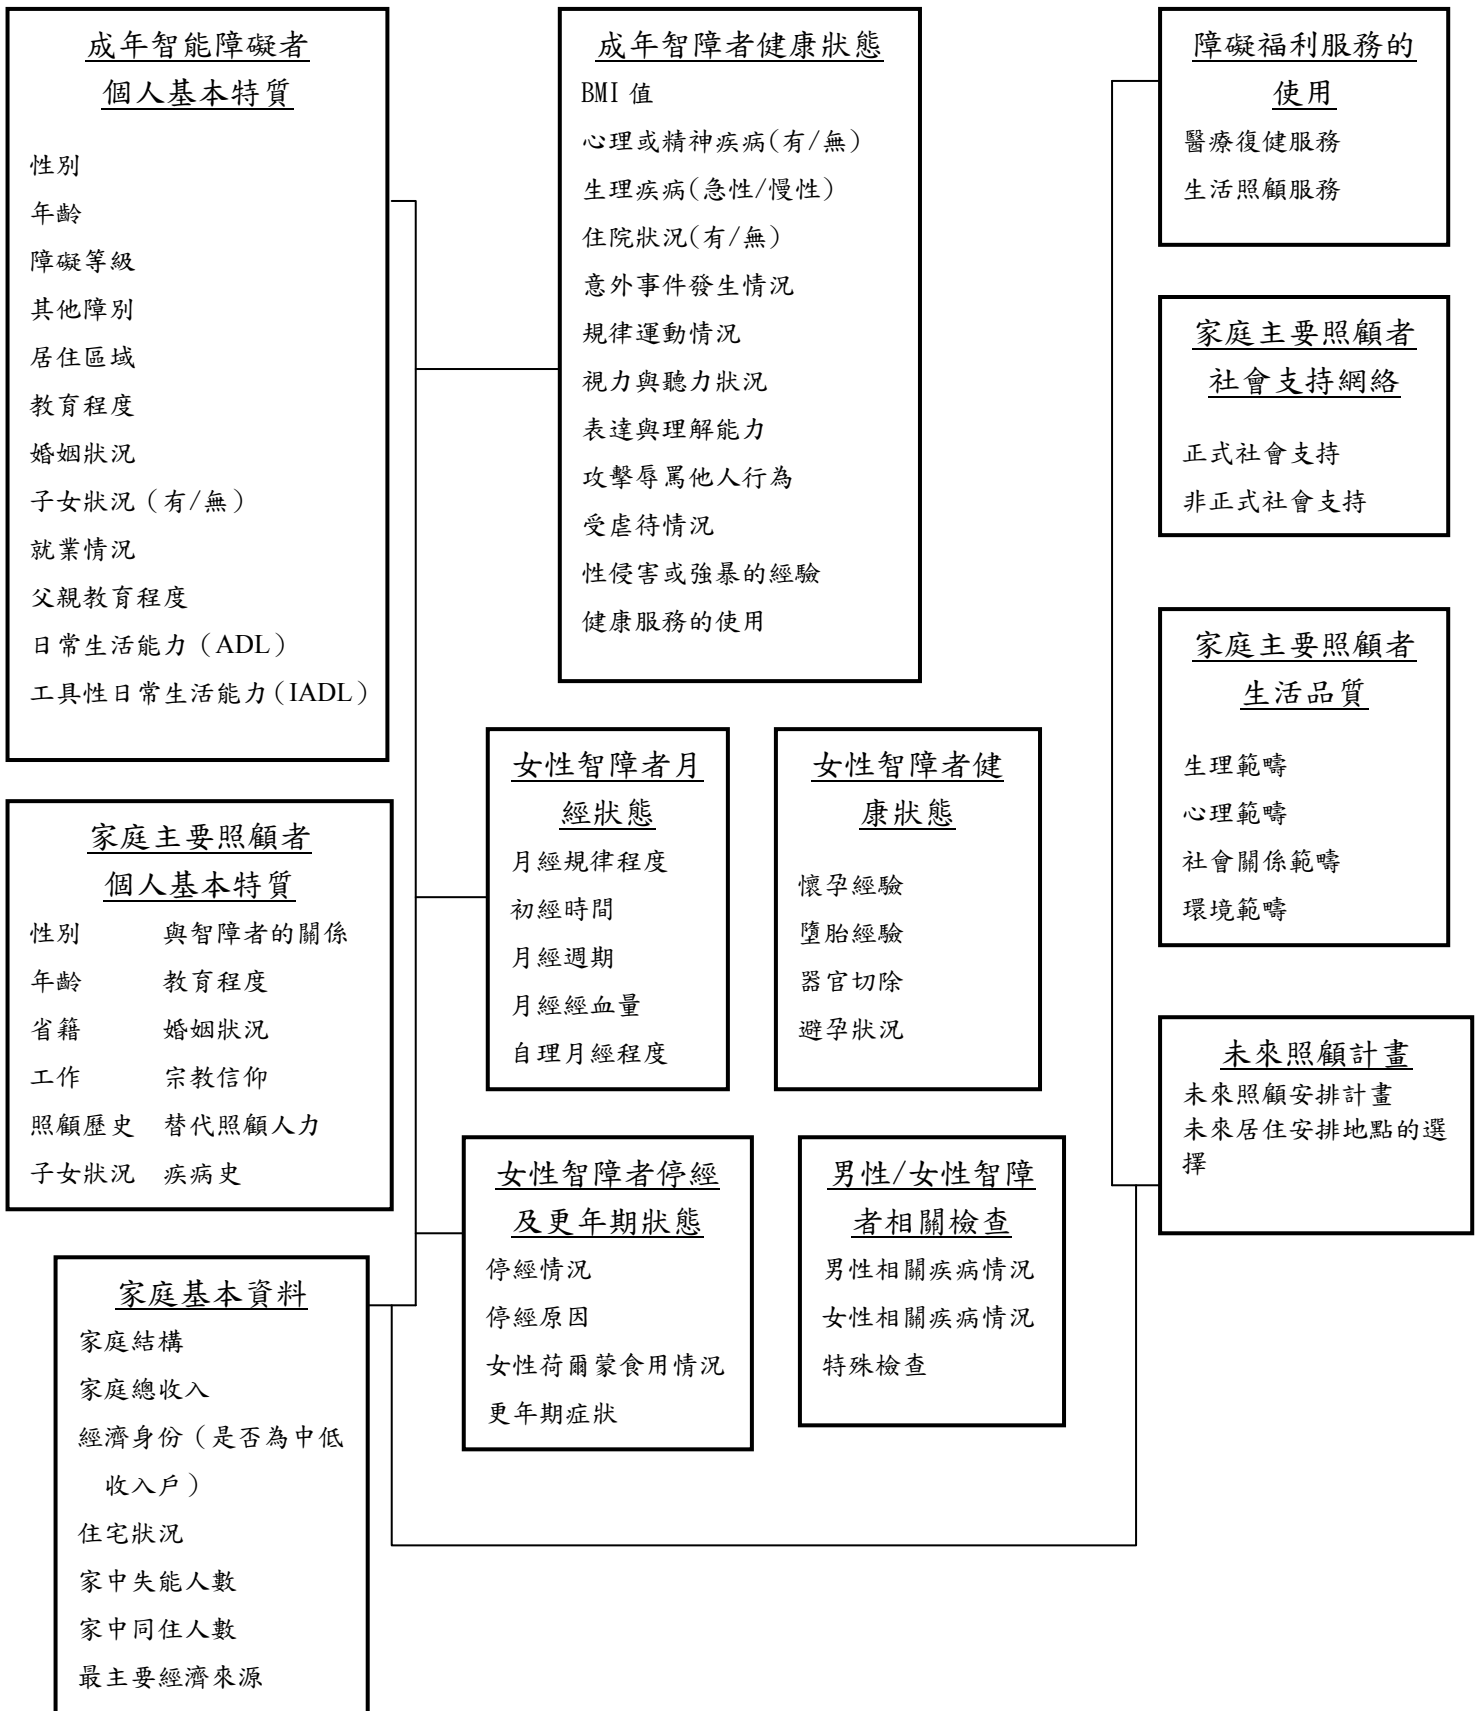 成年智能障礙者
個人基本特質
性別
年齡
障礙等級
其他障別
居住區域
教育程度
婚姻狀況
子女狀況（有/無）
就業情況
父親教育程度
日常生活能力（ADL）
工具性日常生活能力（IADL）
成年智障者健康狀態
BMI 值
心理或精神疾病(有/無)
生理疾病(急性/慢性)
住院狀況(有/無)
意外事件發生情況
規律運動情況
視力與聽力狀況
表達與理解能力
攻擊辱罵他人行為
受虐待情況
性侵害或強暴的經驗
健康服務的使用
障礙福利服務的
使用
醫療復健服務
生活照顧服務
家庭主要照顧者
社會支持網絡
正式社會支持
非正式社會支持
家庭主要照顧者
生活品質
生理範疇
心理範疇
社會關係範疇
環境範疇
家庭主要照顧者
個人基本特質
性別 與智障者的關係
年齡 教育程度
省籍 婚姻狀況
工作 宗教信仰
照顧歷史 替代照顧人力
子女狀況 疾病史
女性智障者月
經狀態
月經規律程度
初經時間
月經週期
月經經血量
自理月經程度
女性智障者健
康狀態
懷孕經驗
墮胎經驗
器官切除
避孕狀況
未來照顧計畫
未來照顧安排計畫
未來居住安排地點的選
擇
女性智障者停經
及更年期狀態
停經情況
停經原因
女性荷爾蒙食用情況
更年期症狀
男性/女性智障
者相關檢查
男性相關疾病情況
女性相關疾病情況
特殊檢查
家庭基本資料
家庭結構
家庭總收入
經濟身份（是否為中低
收入戶）
住宅狀況
家中失能人數
家中同住人數
最主要經濟來源